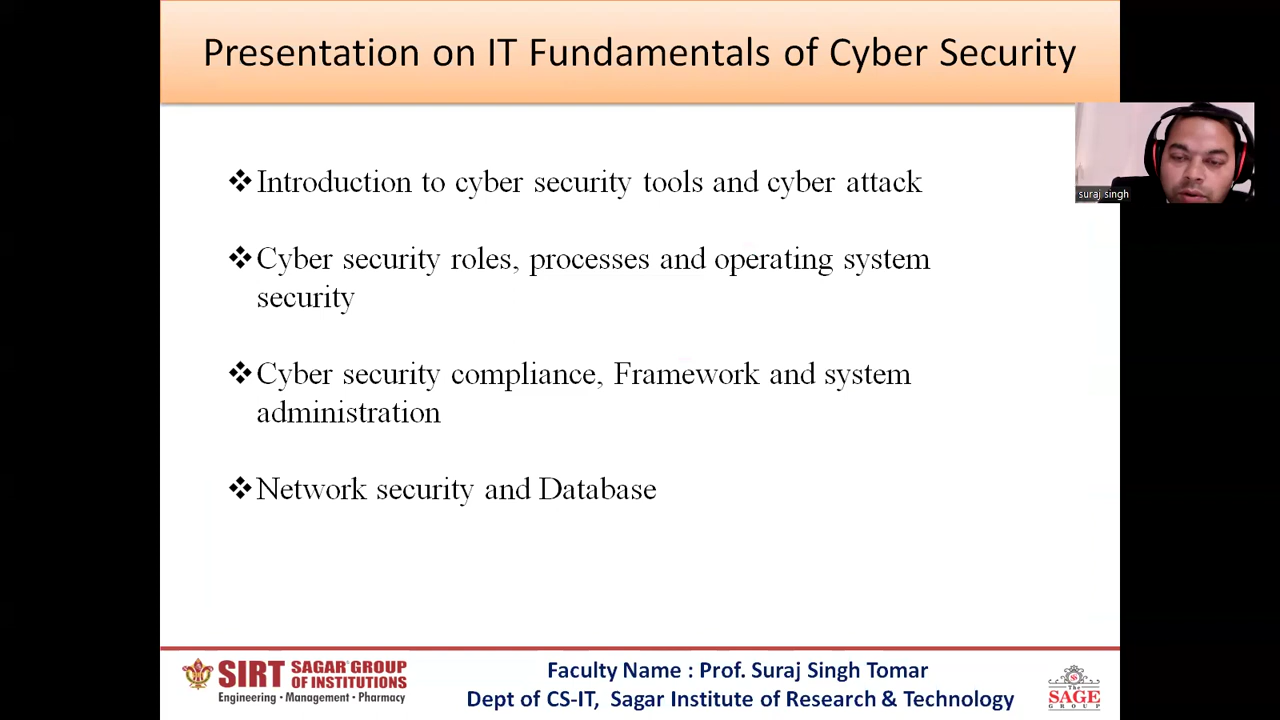 Presentation on IT Fundamentals of Cyber Security
suraj singh
❖Introduction to cyber security tools and cyber attack
❖Cyber security roles, processes and operating system
security
❖Cyber security compliance, Framework and system
administration
❖Network security and Database
SIRT SAGAR GROUP
OF INSTITUTIONS
Engineering • Management • Pharmacy
Faculty Name : Prof. Suraj Singh Tomar
Dept of CS-IT, Sagar Institute of Research & Technology
The
SAGE
GROUP